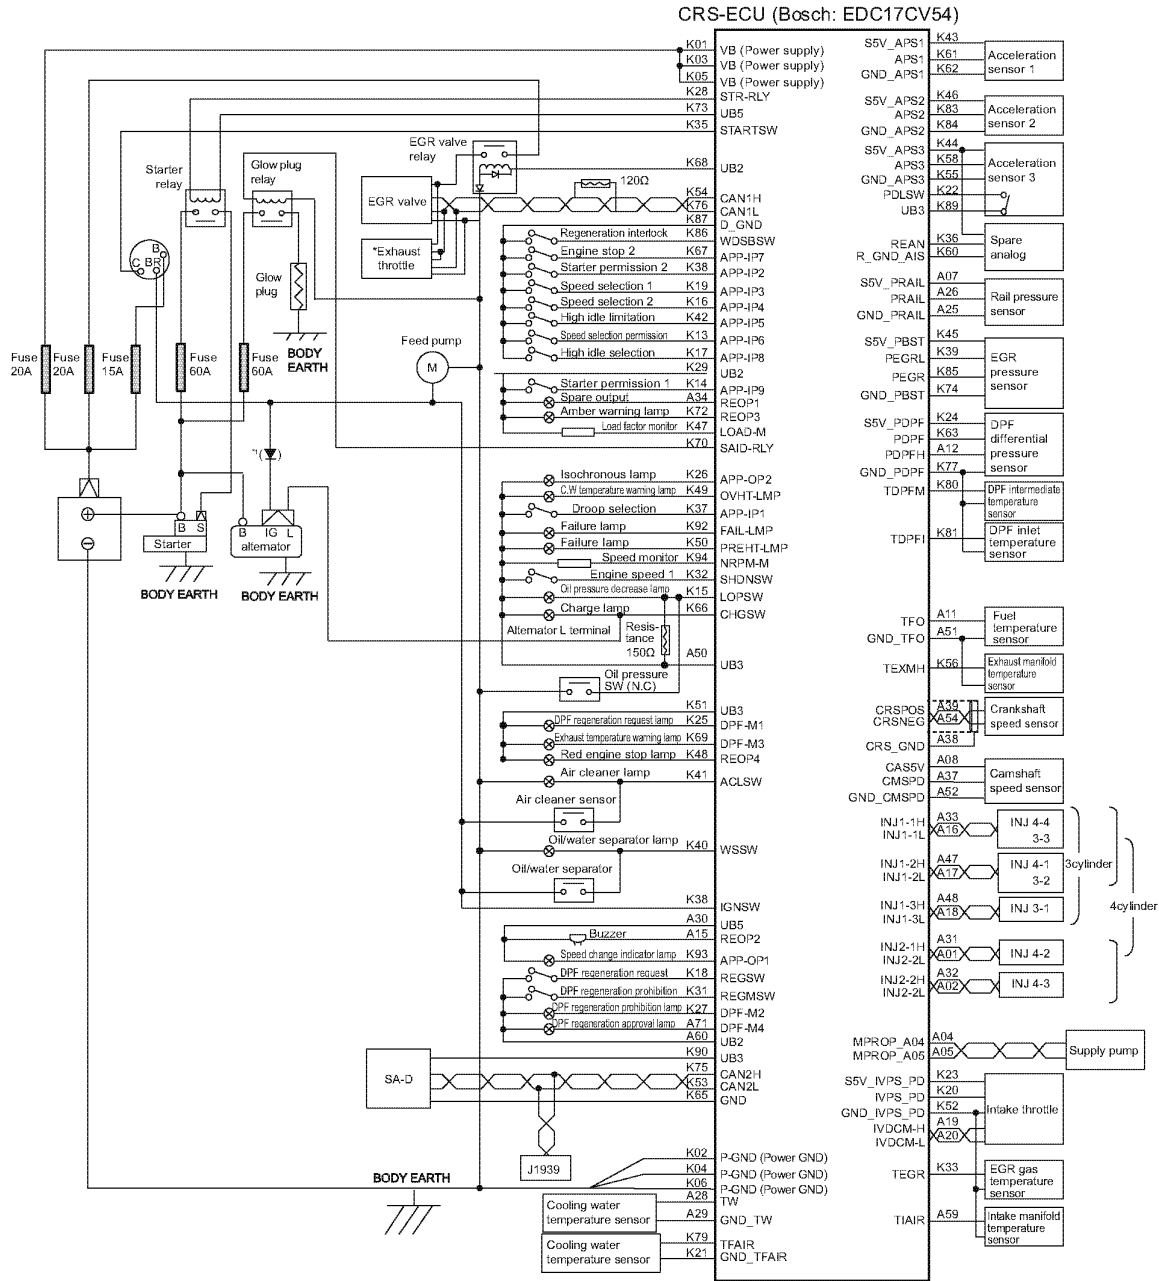 CRS-ECU (Bosch: EDC17CV54)
K01 VB (Power supply)
K03 VB (Power supply)
K05 VB (Power supply)
K28 STR-RLY
K73 UB5
K35 STARTSW
EGR valve
relay
K68 UB2
Starter
relay
Glow plug
relay
120Ω
EGR valve
K54 CAN1H
K76 CAN1L
K87 D_GND
*Exhaust
throttle
Regeneration interlock K86 WDSBSW
Engine stop 2 K67 APP-IP7
Starter permission 2 K38 APP-IP2
Speed selection 1 K19 APP-IP3
Speed selection 2 K16 APP-IP4
High idle limitation K42 APP-IP5
Speed selection permission K13 APP-IP6
High idle selection K17 APP-IP8
K29 UB2
Starter permission 1 K14 APP-IP9
Spare output A34 REOP1
Amber warning lamp K72 REOP3
Load factor monitor K47 LOAD-M
K70 SAID-RLY
B
C BR
Glow
plug
BODY
EARTH
Feed pump
M
Fuse
20A
Fuse
20A
Fuse
15A
Fuse
60A
Fuse
60A
*1( )
Isochronous lamp K26 APP-OP2
C.W temperature warning lamp K49 OVHT-LMP
Droop selection K37 APP-IP1
Failure lamp K92 FAIL-LMP
Failure lamp K50 PREHT-LMP
Speed monitor K94 NRPM-M
Engine speed 1 K32 SHDNSW
Oil pressure decrease lamp K15 LOPSW
Charge lamp K66 CHGSW
Alternator L terminal
Resis-
tance
150Ω
A50 UB3
Oil pressure
SW (N.C)
B S
Starter
B IG L
alternator
BODY EARTH
BODY EARTH
K51 UB3
DPF regeneration request lamp K25 DPF-M1
Exhaust temperature warning lamp K69 DPF-M3
Red engine stop lamp K48 REOP4
Air cleaner lamp K41 ACLSW
Air cleaner sensor
Oil/water separator lamp K40 WSSW
Oil/water separator
K38 IGNSW
A30 UB5
Buzzer A15 REOP2
Speed change indicator lamp K93 APP-OP1
DPF regeneration request K18 REGSW
DPF regeneration prohibition K31 REGMSW
DPF regeneration prohibition lamp K27 DPF-M2
DPF regeneration approval lamp A71 DPF-M4
A60 UB2
K90 UB3
SA-D
K75 CAN2H
K53 CAN2L
K65 GND
J1939
BODY EARTH
K02 P-GND (Power GND)
K04 P-GND (Power GND)
K06 P-GND (Power GND)
Cooling water
temperature sensor
A28 TW
A29 GND_TW
Cooling water
temperature sensor
K79 TFAIR
K21 GND_TFAIR
S5V_APS1 K43
APS1 K61
GND_APS1 K62
Acceleration
sensor 1
S5V_APS2 K46
APS2 K83
GND_APS2 K84
Acceleration
sensor 2
S5V_APS3 K44
APS3 K58
GND_APS3 K55
PDLSW K22
UB3 K89
Acceleration
sensor 3
REAN K36
R_GND_AIS K60
Spare
analog
S5V_PRAIL A07
PRAIL A26
GND_PRAIL A25
Rail pressure
sensor
S5V_PBST K45
PEGRL K39
PEGR K85
GND_PBST K74
EGR
pressure
sensor
S5V_PDPF K24
PDPF K63
PDPFH A12
GND_PDPF K77
DPF
differential
pressure
sensor
TDPFM K80
DPF intermediate
temperature
sensor
TDPFI K81
DPF inlet
temperature
sensor
TFO A11
GND_TFO A51
Fuel
temperature
sensor
TEXMH K56
Exhaust manifold
temperature
sensor
CRSPOS A39
CRSNEG A54
CRS_GND A38
Crankshaft
speed sensor
CAS5V A08
CMSPD A37
GND_CMSPD A52
Camshaft
speed sensor
INJ1-1H A33
INJ1-1L A16
INJ 4-4
3-3
INJ1-2H A47
INJ1-2L A17
INJ 4-1
3-2
3cylinder
INJ1-3H A48
INJ1-3L A18
INJ 3-1
4cylinder
INJ2-1H A31
INJ2-2L A01
INJ 4-2
INJ2-2H A32
INJ2-2L A02
INJ 4-3
MPROP_A04 A04
MPROP_A05 A05
Supply pump
S5V_IVPS_PD K23
IVPS_PD K20
GND_IVPS_PD K52
IVDCM-H A19
IVDCM-L A20
Intake throttle
TEGR K33
EGR gas
temperature
sensor
TIAIR A59
Intake manifold
temperature
sensor